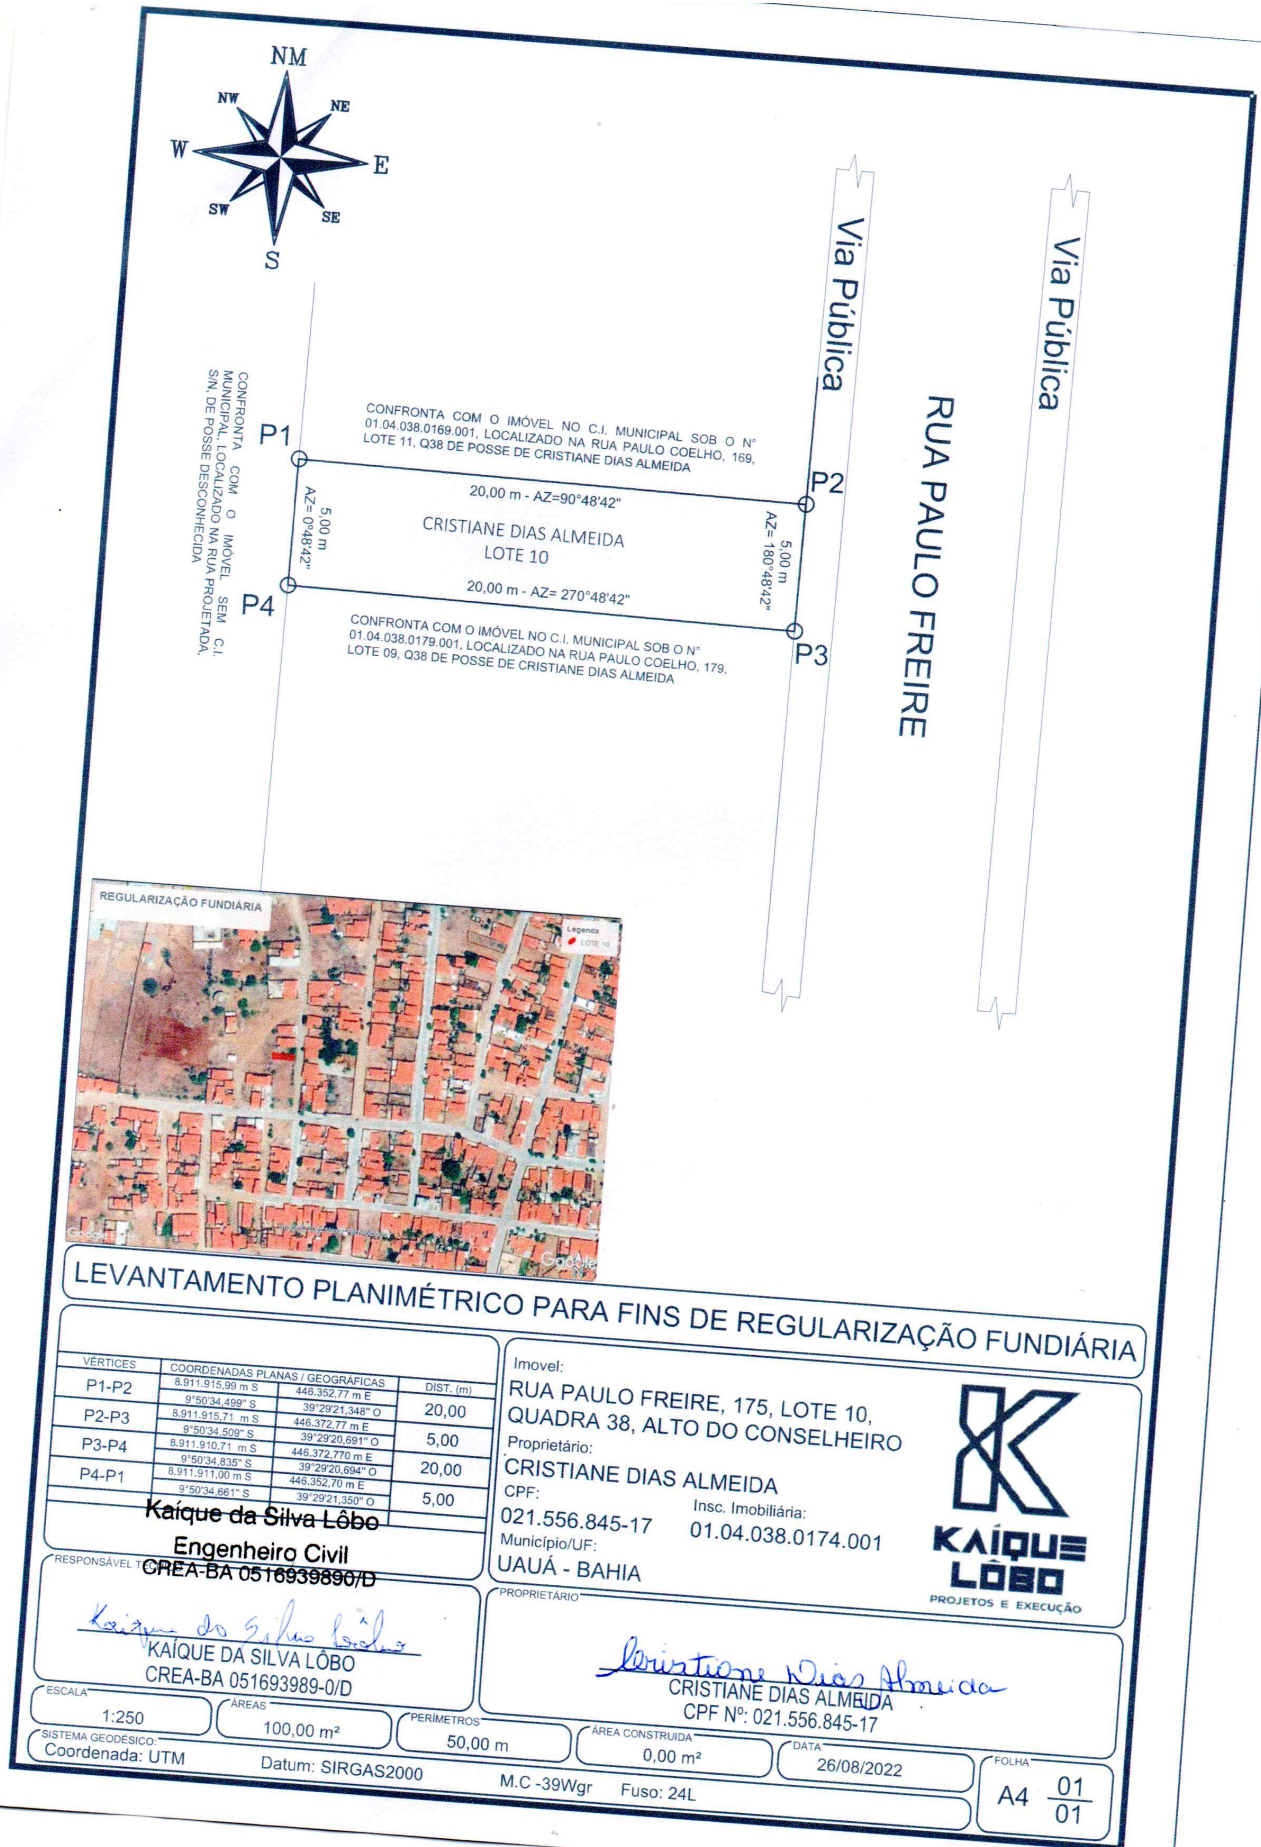 NM
NW
NE
W
E
SW
SE
S
Via Pública
Via Pública
RUA PAULO FREIRE
CONFRONTA COM O IMÓVEL SEM C.I.
MUNICIPAL, LOCALIZADO NA RUA PROJETADA,
S/N, DE POSSE DESCONHECIDA
CONFRONTA COM O IMÓVEL NO C.I. MUNICIPAL SOB O N°
01.04.038.0169.001, LOCALIZADO NA RUA PAULO COELHO, 169,
LOTE 11, Q38 DE POSSE DE CRISTIANE DIAS ALMEIDA
P1
P2
20,00 m - AZ=90°48'42"
5,00 m
AZ= 0°48'42"
CRISTIANE DIAS ALMEIDA
LOTE 10
5,00 m
AZ= 180°48'42"
20,00 m - AZ= 270°48'42"
P4
P3
CONFRONTA COM O IMÓVEL NO C.I. MUNICIPAL SOB O N°
01.04.038.0179.001, LOCALIZADO NA RUA PAULO COELHO, 179,
LOTE 09, Q38 DE POSSE DE CRISTIANE DIAS ALMEIDA
REGULARIZAÇÃO FUNDIÁRIA
Legenda
LOTE 10
Google
Google
LEVANTAMENTO PLANIMÉTRICO PARA FINS DE REGULARIZAÇÃO FUNDIÁRIA
VÉRTICES COORDENADAS PLANAS / GEOGRÁFICAS DIST. (m)
P1-P2 8.911.915,99 m S 446.352,77 m E 20,00
9°50'34,499" S 39°29'21,348" O
P2-P3 8.911.915,71 m S 446.372,77 m E 5,00
9°50'34,509" S 39°29'20,691" O
P3-P4 8.911.910,71 m S 446.372,770 m E 20,00
9°50'34,835" S 39°29'20,694" O
P4-P1 8.911.911,00 m S 446.352,70 m E 5,00
9°50'34,661" S 39°29'21,350" O
Kaíque da Silva Lôbo
Engenheiro Civil
CREA-BA 0516939890/D
Imovel:
RUA PAULO FREIRE, 175, LOTE 10,
QUADRA 38, ALTO DO CONSELHEIRO
Proprietário:
CRISTIANE DIAS ALMEIDA
CPF:
021.556.845-17
Insc. Imobiliária:
01.04.038.0174.001
Município/UF:
UAUÁ - BAHIA
KAÍQUE
LÔBO
PROJETOS E EXECUÇÃO
RESPONSÁVEL
Kaíque da Silva Lôbo
KAÍQUE DA SILVA LÔBO
CREA-BA 051693989-0/D
PROPRIETÁRIO
Cristiane Dias Almeida
CRISTIANE DIAS ALMEIDA
CPF Nº: 021.556.845-17
ESCALA
1:250
ÁREAS
100,00 m²
PERÍMETROS
50,00 m
ÁREA CONSTRUIDA
0,00 m²
DATA
26/08/2022
FOLHA
A4 01
01
SISTEMA GEODÉSICO:
Coordenada: UTM Datum: SIRGAS2000 M.C -39Wgr Fuso: 24L